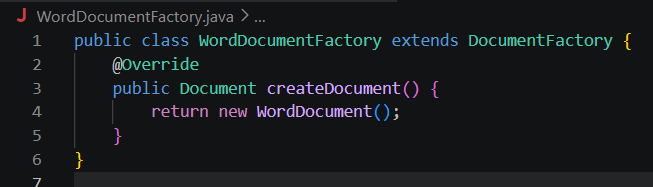 J WordDocumentFactory.java > ...
1 public class WordDocumentFactory extends DocumentFactory {
2     @Override
3     public Document createDocument() {
4         return new WordDocument();
5     }
6 }
7